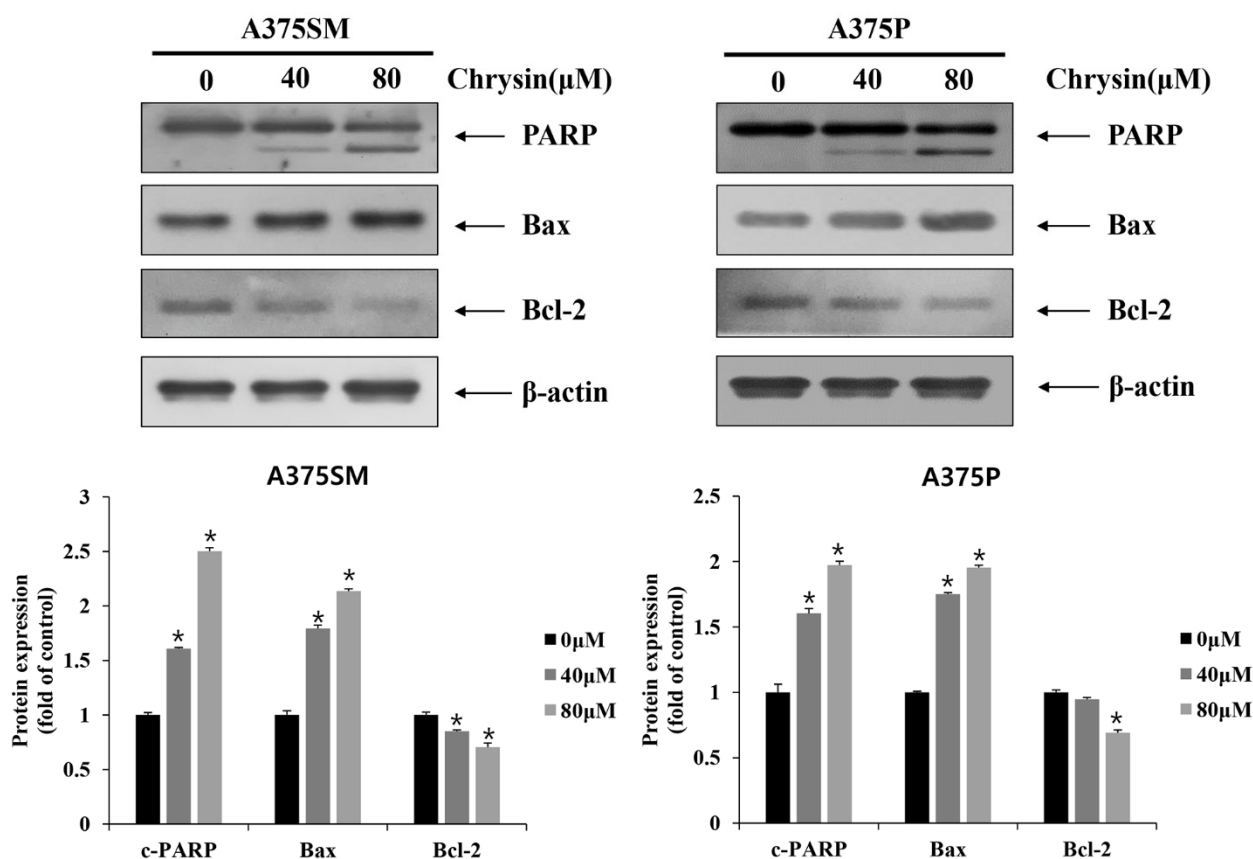 A375SM
0 40 80 Chrysin(μM)
PARP
Bax
Bcl-2
β-actin
A375P
0 40 80 Chrysin(μM)
PARP
Bax
Bcl-2
β-actin
A375SM
Protein expression
(fold of control)
3
2.5
2
1.5
1
0.5
0
* * * * * *
c-PARP Bax Bcl-2
0μM
40μM
80μM
A375P
Protein expression
(fold of control)
2.5
2
1.5
1
0.5
0
* * * * *
c-PARP Bax Bcl-2
0μM
40μM
80μM